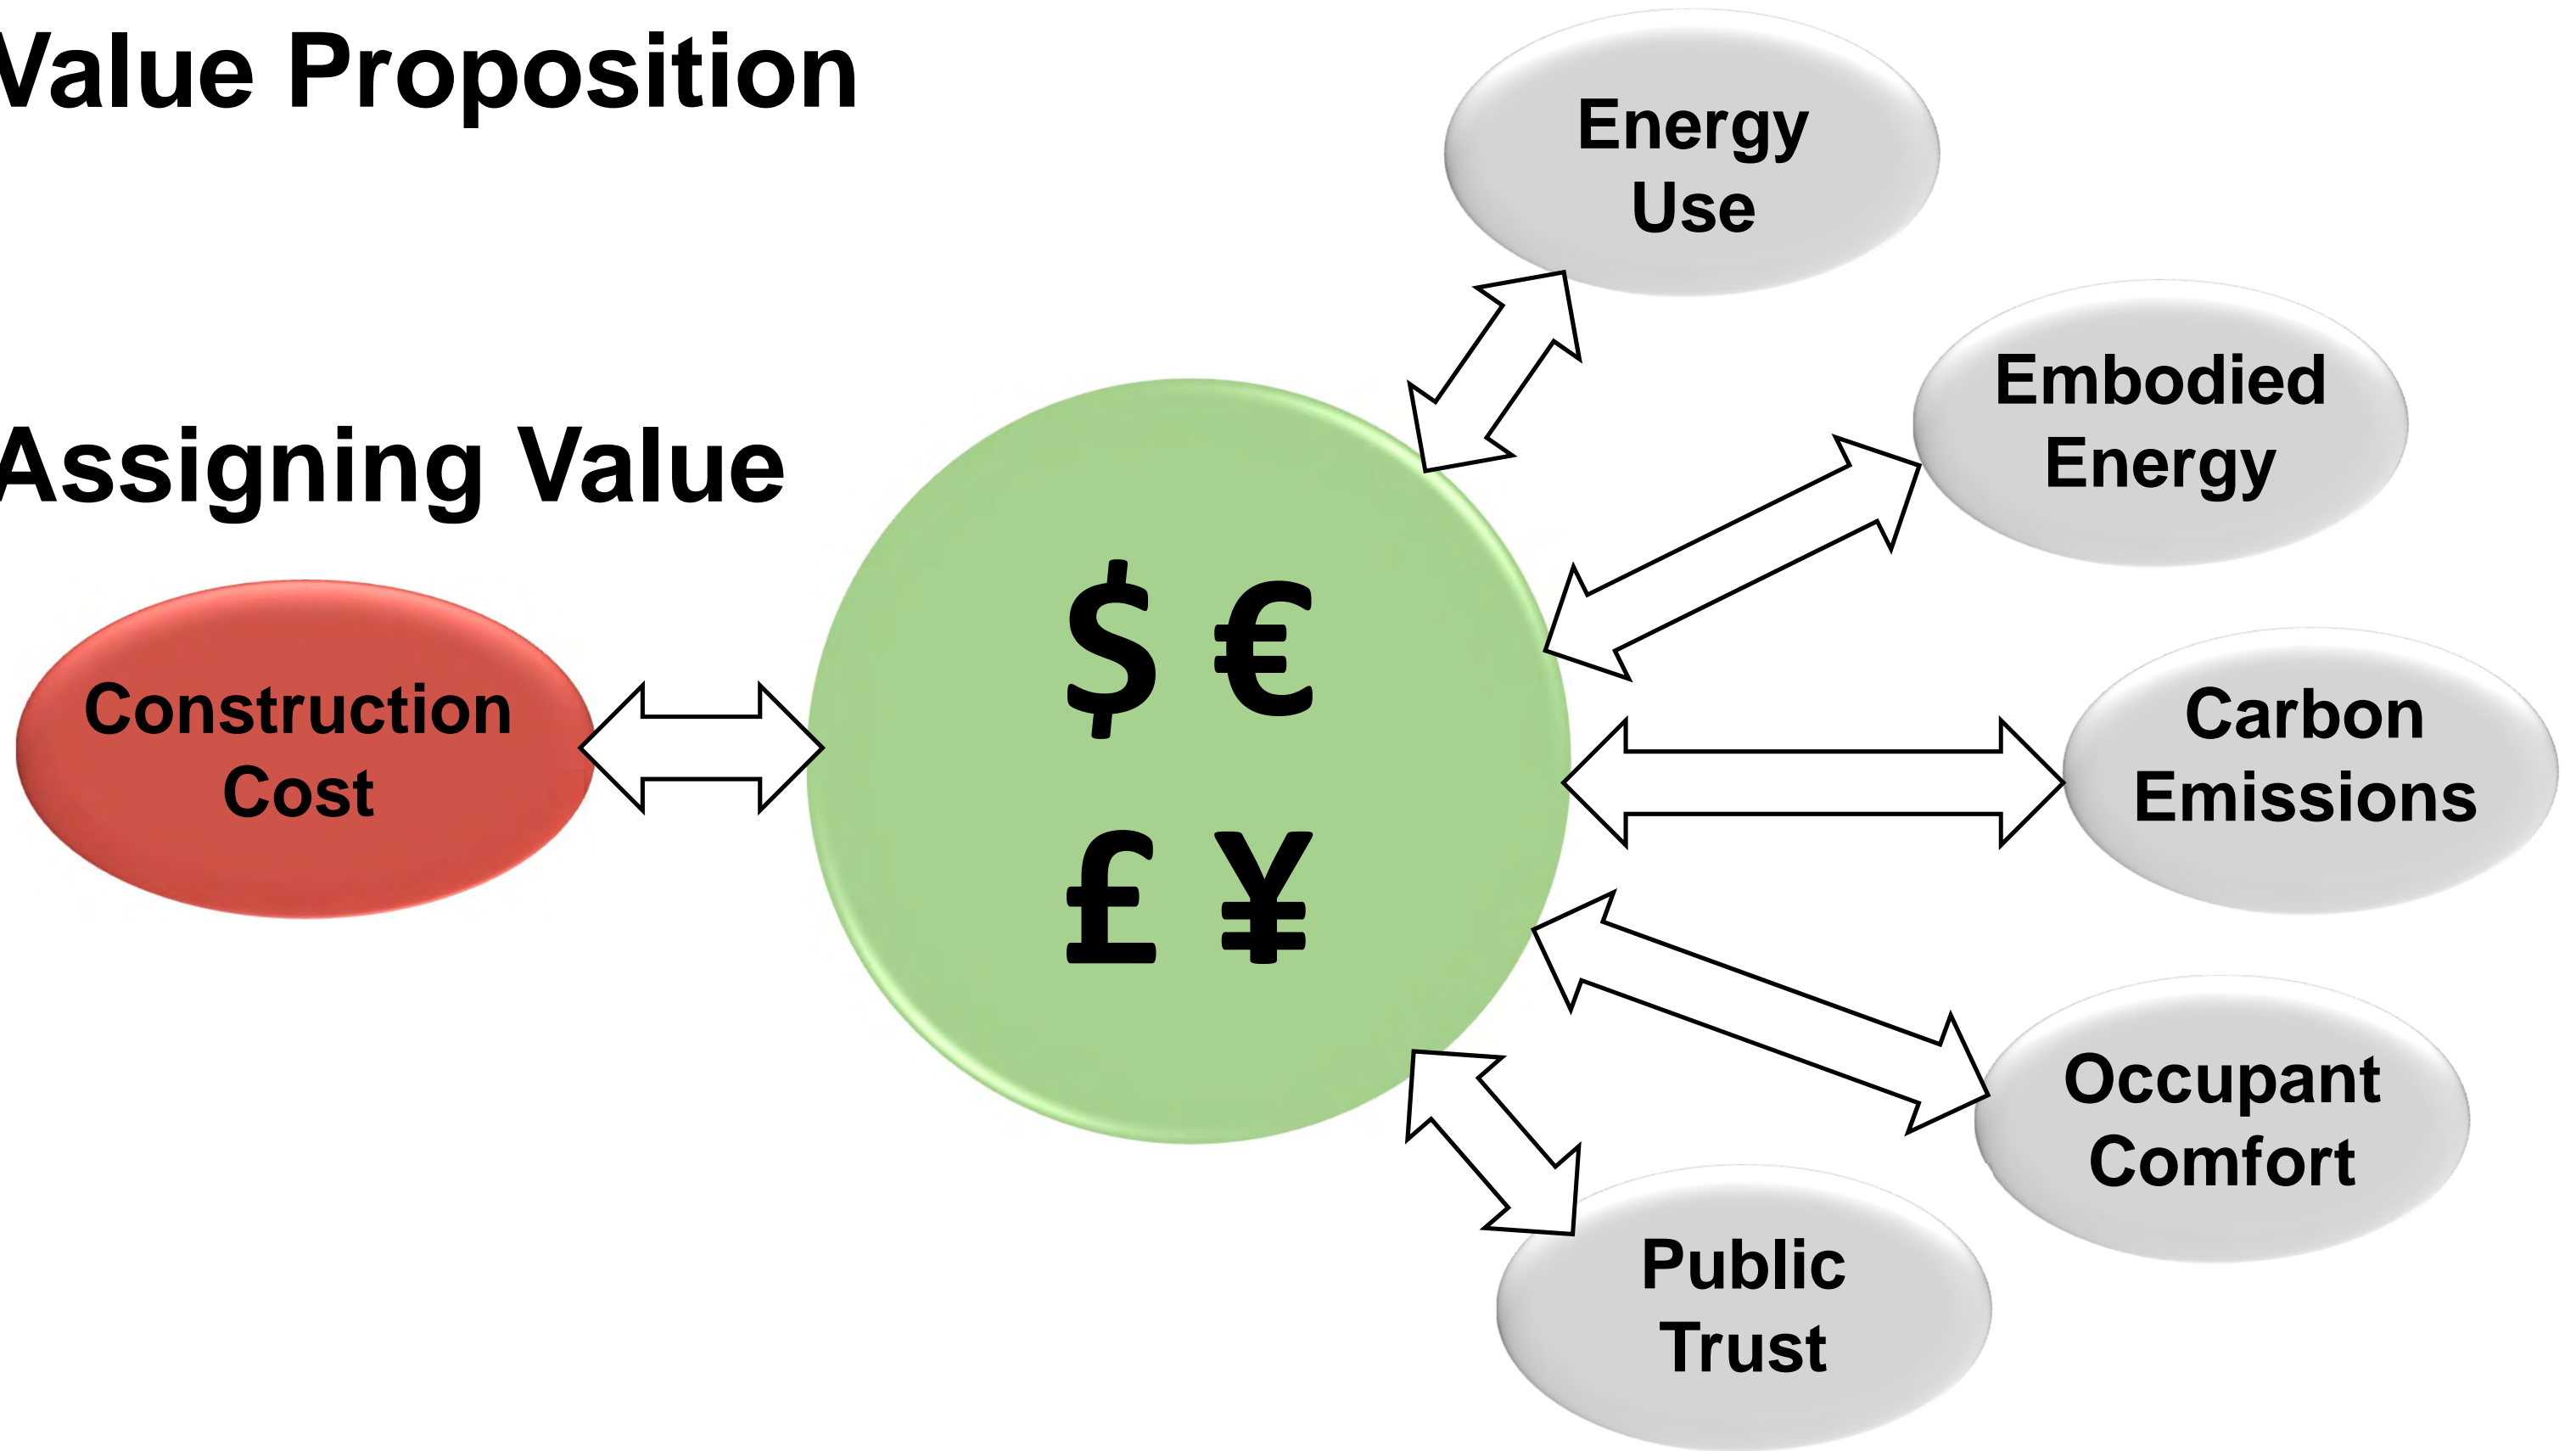 Value Proposition
Energy
Use
Embodied
Energy
Assigning Value
$ €
£ ¥
Construction
Cost
Carbon
Emissions
Occupant
Comfort
Public
Trust